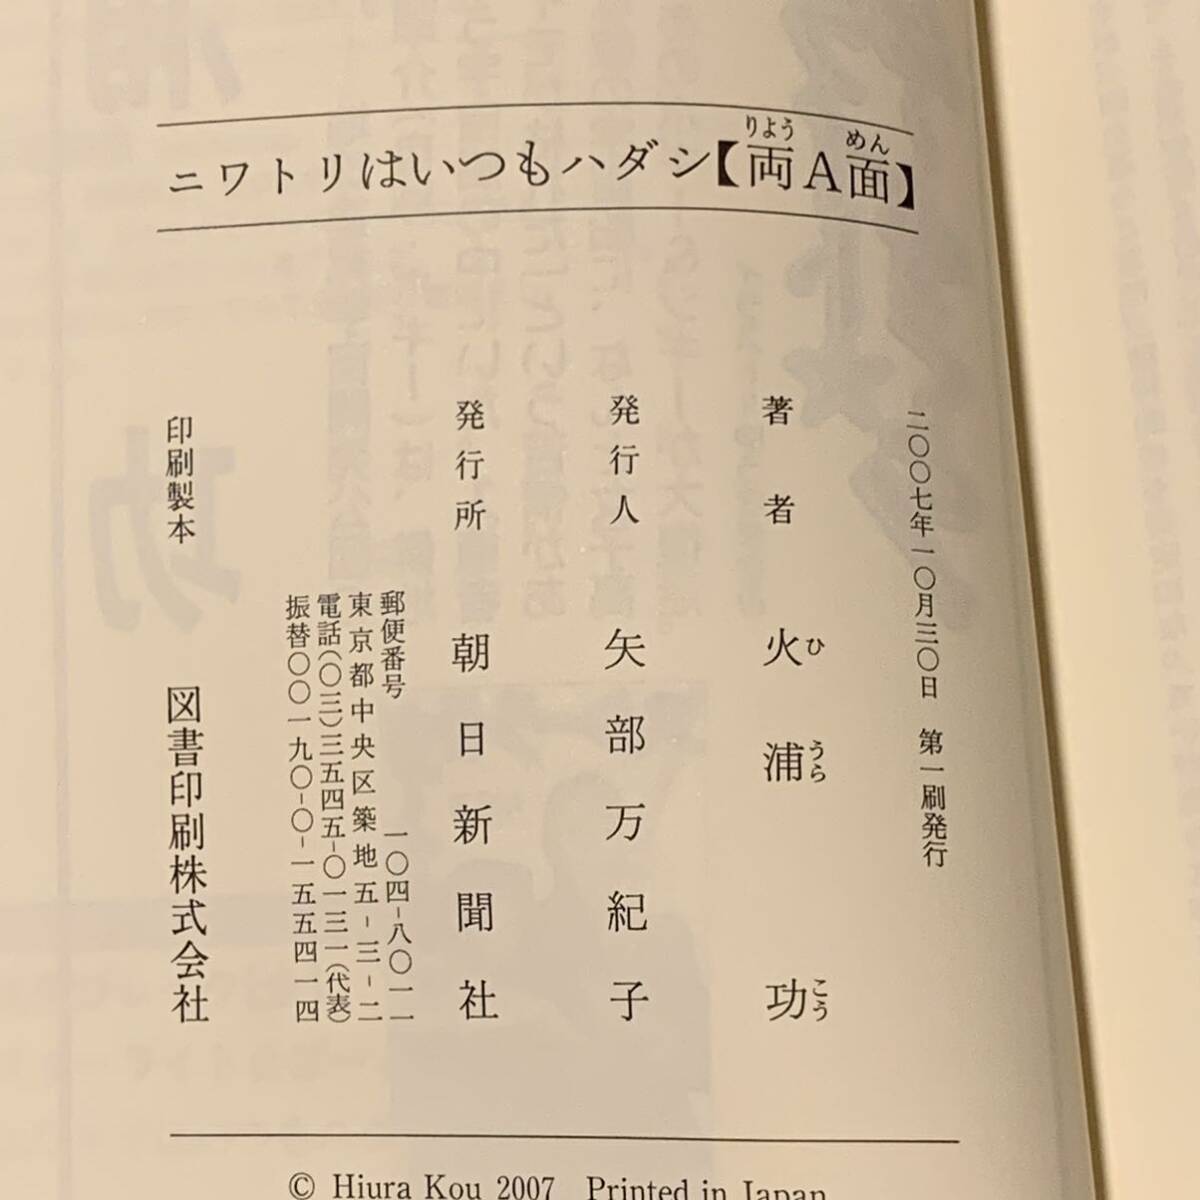 ニワトリはいつもハダシ【両A面】
りよう
めん
二〇〇七年一〇月三〇日 第一刷発行
著者 火浦功
ひ うら こう
発行人 矢部万紀子
発行所 朝日新聞社
郵便番号 一〇四-八〇一一
東京都中央区築地五-三-二
電話(〇三)三五四五-〇一三一(代表)
振替〇〇一九〇-〇-一五五四一四
印刷製本 図書印刷株式会社
© Hiura Kou 2007 Printed in Japan